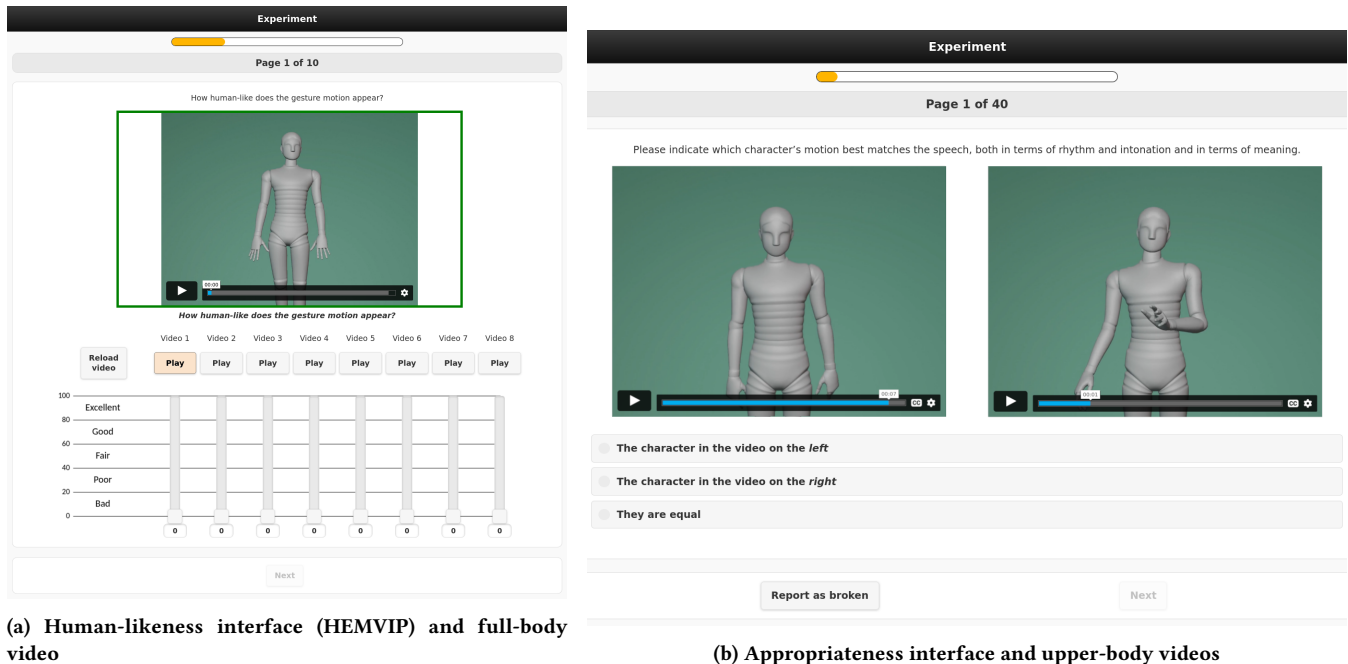 Experiment
Page 1 of 10
How human-like does the gesture motion appear?
00:00
How human-like does the gesture motion appear?
Video 1 Video 2 Video 3 Video 4 Video 5 Video 6 Video 7 Video 8
Reload
video
Play Play Play Play Play Play Play Play
100
Excellent
80
Good
60
Fair
40
Poor
20
Bad
0
0 0 0 0 0 0 0 0
Next
(a) Human-likeness interface (HEMVIP) and full-body
video
Experiment
Page 1 of 40
Please indicate which character's motion best matches the speech, both in terms of rhythm and intonation and in terms of meaning.
00:07
CC
00:01
CC
The character in the video on the left
The character in the video on the right
They are equal
Report as broken
Next
(b) Appropriateness interface and upper-body videos